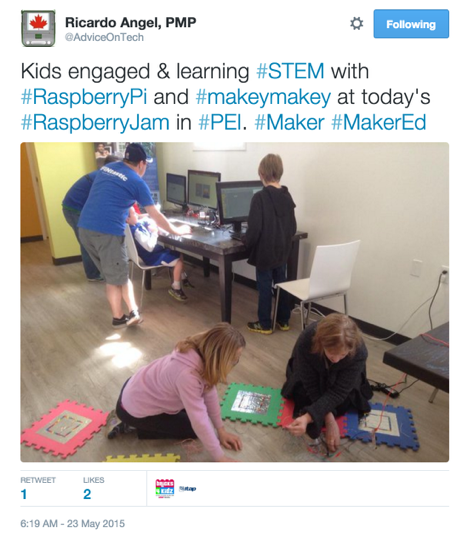 Ricardo Angel, PMP
@AdviceOnTech
Following
Kids engaged & learning #STEM with
#RaspberryPi and #makeymakey at today's
#RaspberryJam in #PEI. #Maker #MakerEd
RETWEET
1
LIKES
2
6:19 AM - 23 May 2015